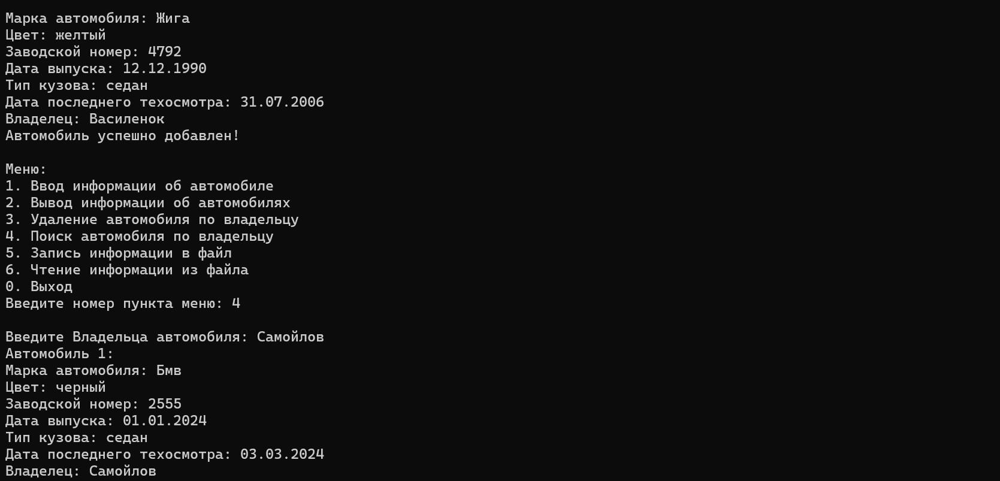 Марка автомобиля: Жига
Цвет: желтый
Заводской номер: 4792
Дата выпуска: 12.12.1990
Тип кузова: седан
Дата последнего техосмотра: 31.07.2006
Владелец: Василенок
Автомобиль успешно добавлен!
Меню:
1. Ввод информации об автомобиле
2. Вывод информации об автомобилях
3. Удаление автомобиля по владельцу
4. Поиск автомобиля по владельцу
5. Запись информации в файл
6. Чтение информации из файла
0. Выход
Введите номер пункта меню: 4
Введите Владельца автомобиля: Самойлов
Автомобиль 1:
Марка автомобиля: Бмв
Цвет: черный
Заводской номер: 2555
Дата выпуска: 01.01.2024
Тип кузова: седан
Дата последнего техосмотра: 03.03.2024
Владелец: Самойлов